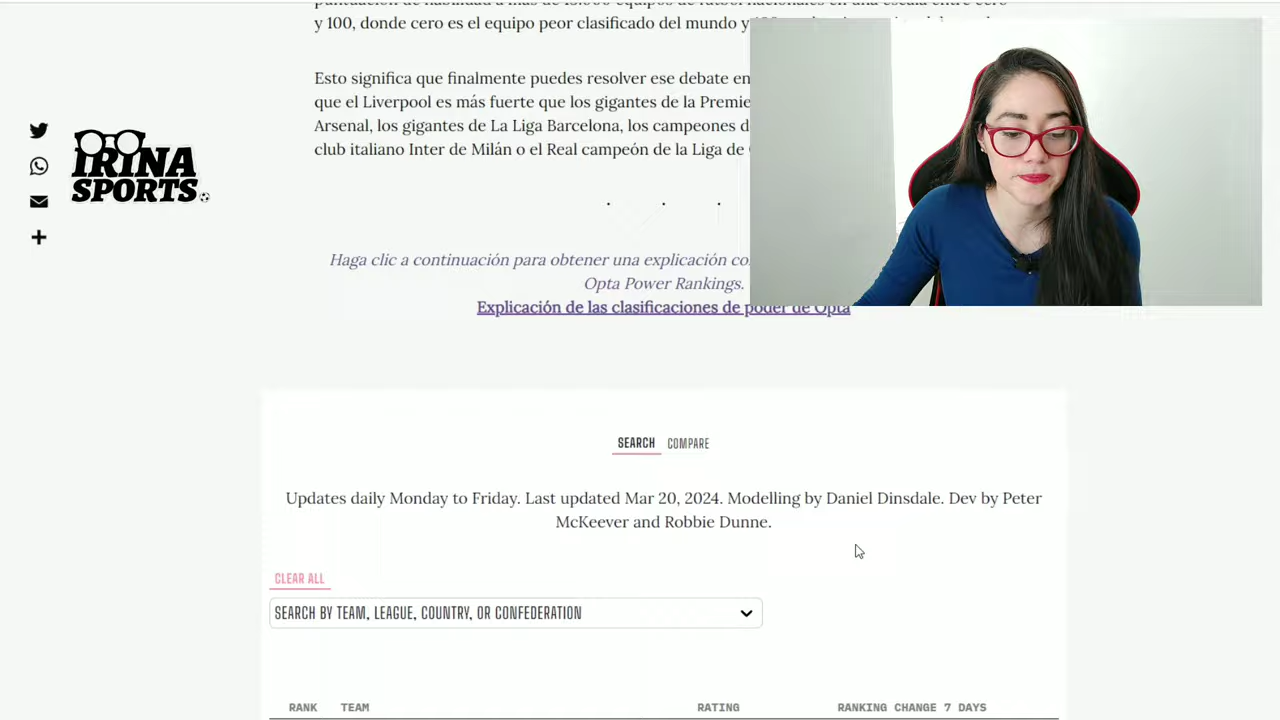 y 100, donde cero es el equipo peor clasificado del mundo y
Esto significa que finalmente puedes resolver ese debate en
que el Liverpool es más fuerte que los gigantes de la Premie
Arsenal, los gigantes de La Liga Barcelona, los campeones d
club italiano Inter de Milán o el Real campeón de la Liga de
IRINA
SPORTS
. . .
Haga clic a continuación para obtener una explicación co
Opta Power Rankings.
Explicación de las clasificaciones de poder de Opta
SEARCH COMPARE
Updates daily Monday to Friday. Last updated Mar 20, 2024. Modelling by Daniel Dinsdale. Dev by Peter
McKeever and Robbie Dunne.
CLEAR ALL
SEARCH BY TEAM, LEAGUE, COUNTRY, OR CONFEDERATION
RANK TEAM RATING RANKING CHANGE 7 DAYS